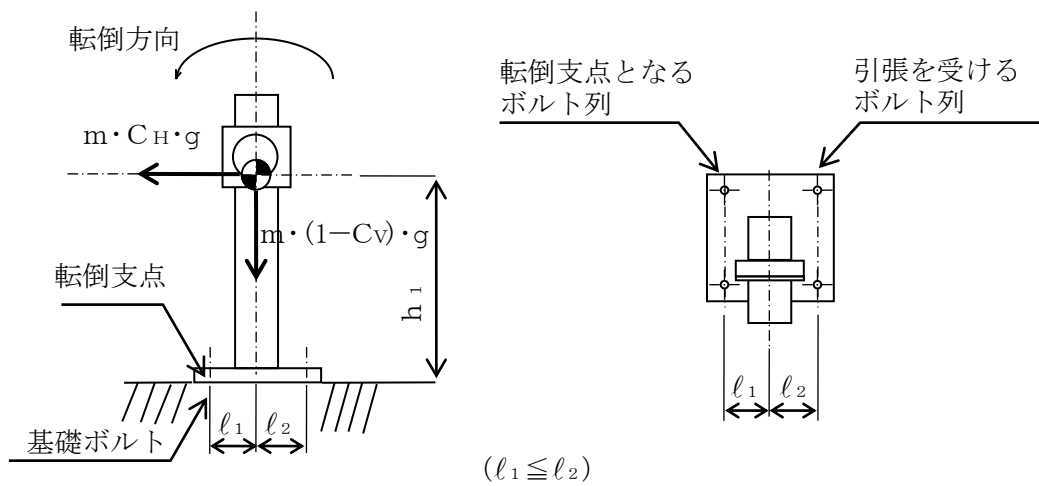 転倒方向
m・CH・g
m・(1－CV)・g
転倒支点
h1
基礎ボルト
ℓ1
ℓ2
転倒支点となる
ボルト列
引張を受ける
ボルト列
ℓ1
ℓ2
(ℓ1≦ℓ2)